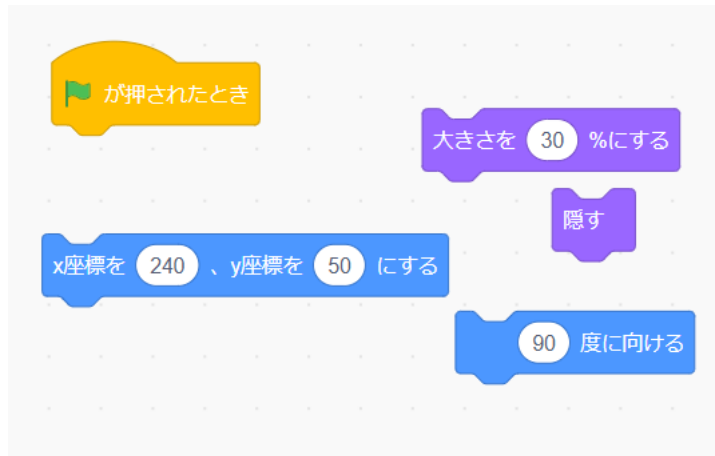 が押されたとき
大きさを 30 %にする
隠す
x座標を 240 、y座標を 50 にする
90 度に向ける